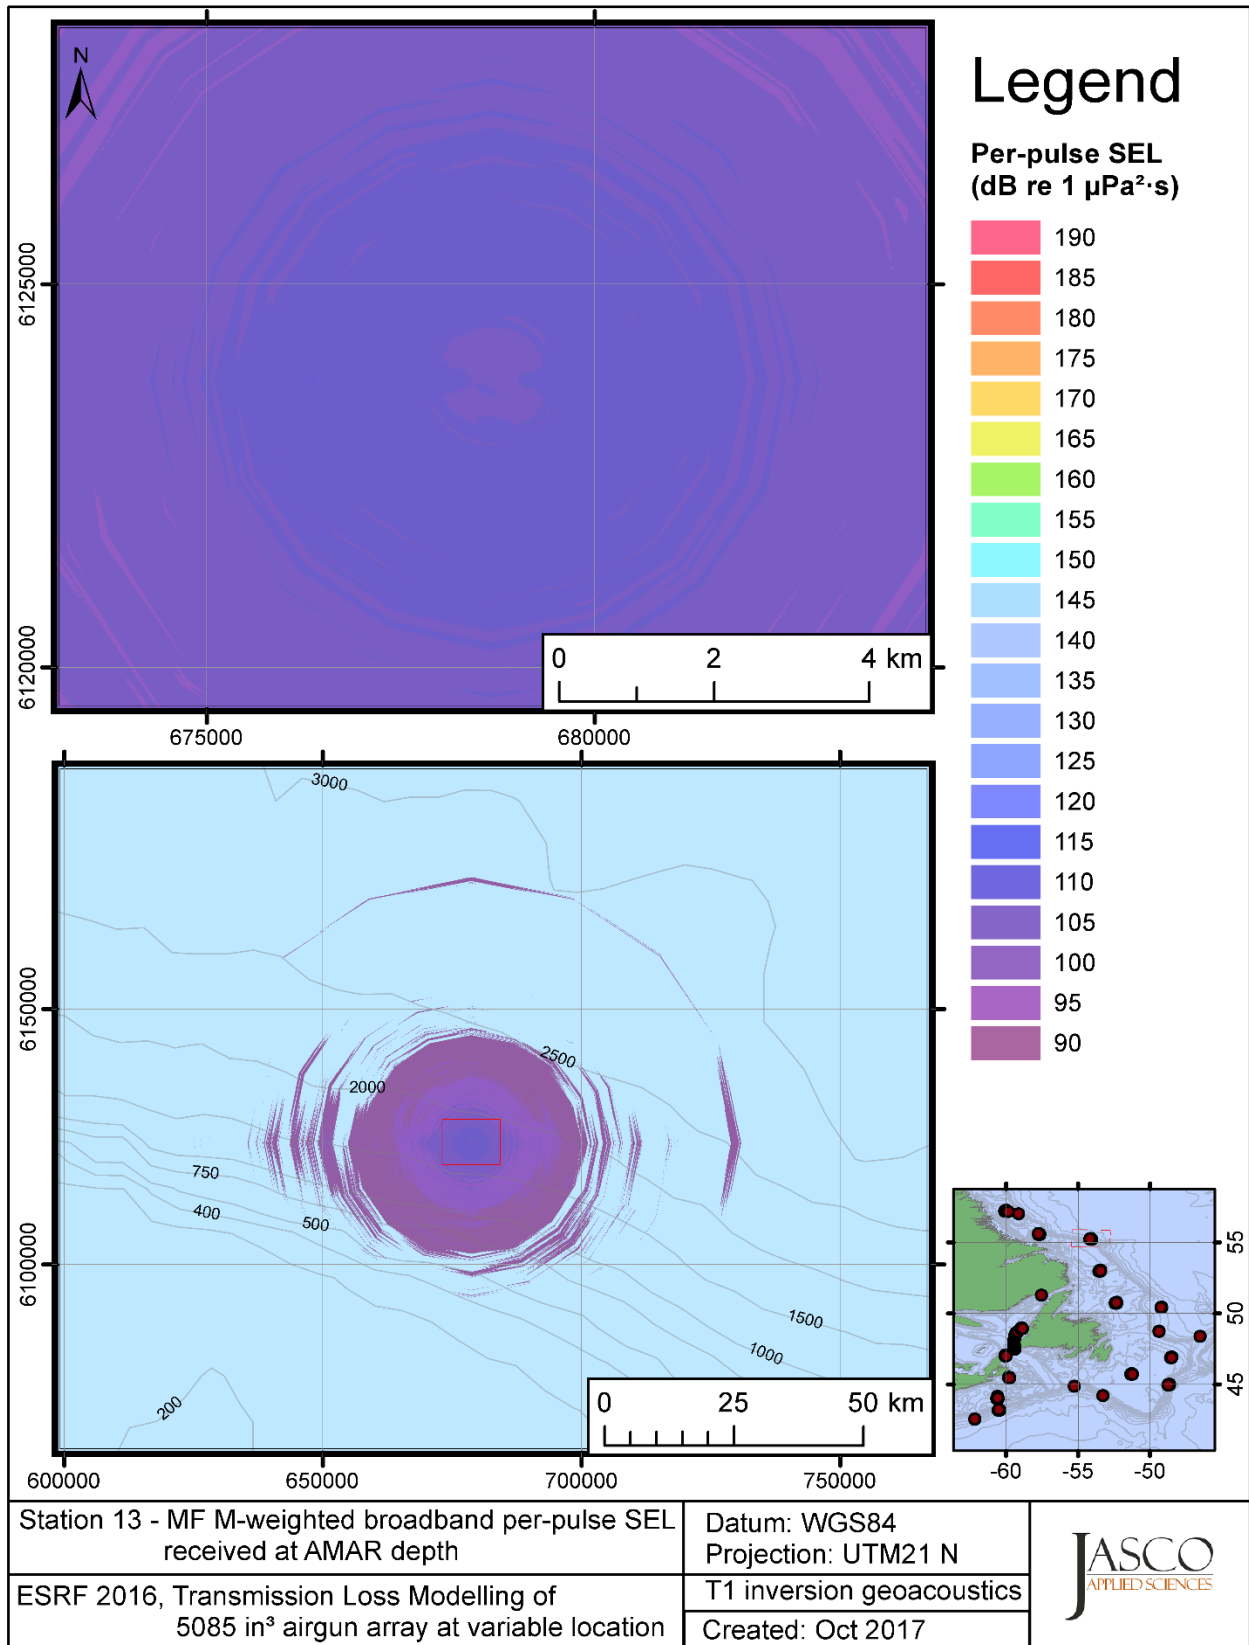 N
6125000
6120000
0 2 4 km
675000 680000
Legend
Per-pulse SEL
(dB re 1 µPa²·s)
190
185
180
175
170
165
160
155
150
145
140
135
130
125
120
115
110
105
100
95
90
3000
2500
2000
750
400
500
1500
1000
200
6150000
6100000
0 25 50 km
600000 650000 700000 750000
55
50
45
-60 -55 -50
Station 13 - MF M-weighted broadband per-pulse SEL
received at AMAR depth
ESRF 2016, Transmission Loss Modelling of
5085 in³ airgun array at variable location
Datum: WGS84
Projection: UTM21 N
T1 inversion geoacoustics
Created: Oct 2017
JASCO
APPLIED SCIENCES